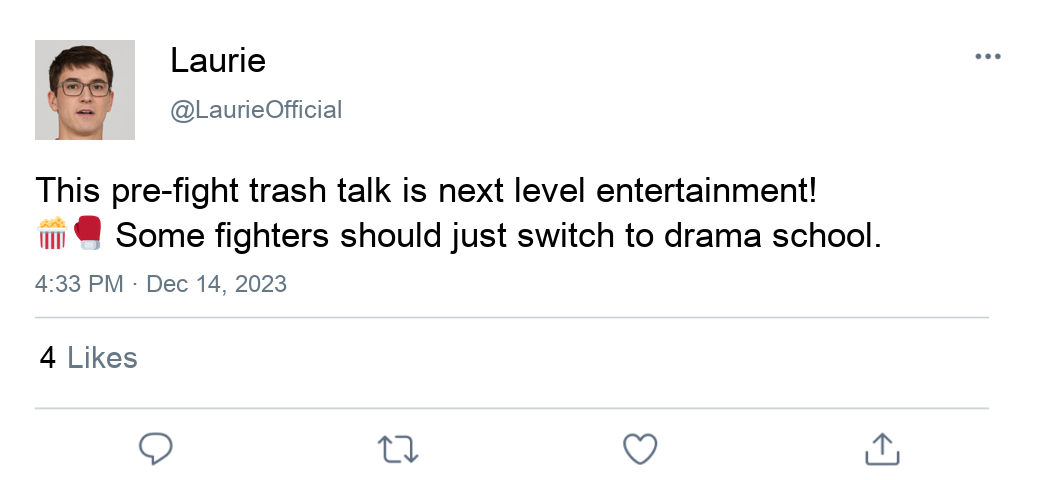 Laurie
@LaurieOfficial
This pre-fight trash talk is next level entertainment!
🍿🥊 Some fighters should just switch to drama school.
4:33 PM · Dec 14, 2023
4 Likes